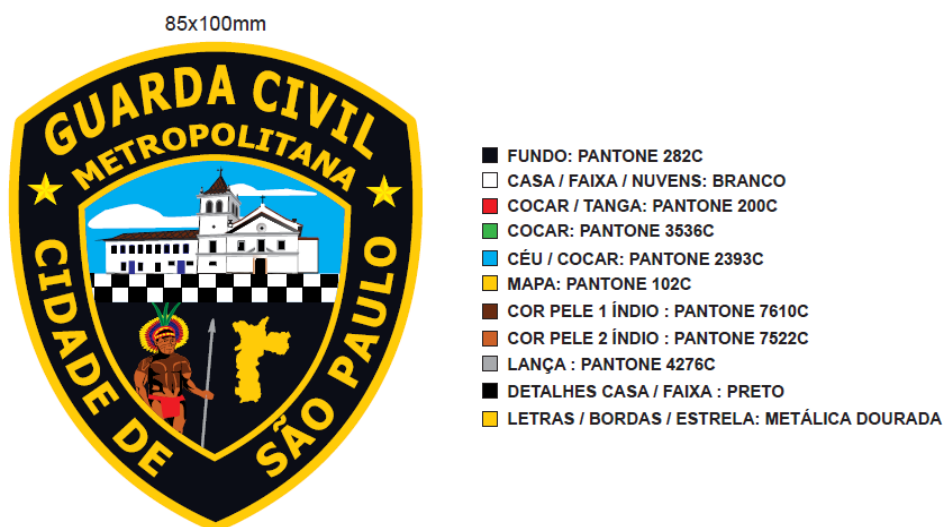 85x100mm
GUARDA CIVIL
METROPOLITANA
CIDADE DE
SÃO PAULO
FUNDO: PANTONE 282C
CASA / FAIXA / NUVENS: BRANCO
COCAR / TANGA: PANTONE 200C
COCAR: PANTONE 3536C
CÉU / COCAR: PANTONE 2393C
MAPA: PANTONE 102C
COR PELE 1 ÍNDIO : PANTONE 7610C
COR PELE 2 ÍNDIO : PANTONE 7522C
LANÇA : PANTONE 4276C
DETALHES CASA / FAIXA : PRETO
LETRAS / BORDAS / ESTRELA: METÁLICA DOURADA